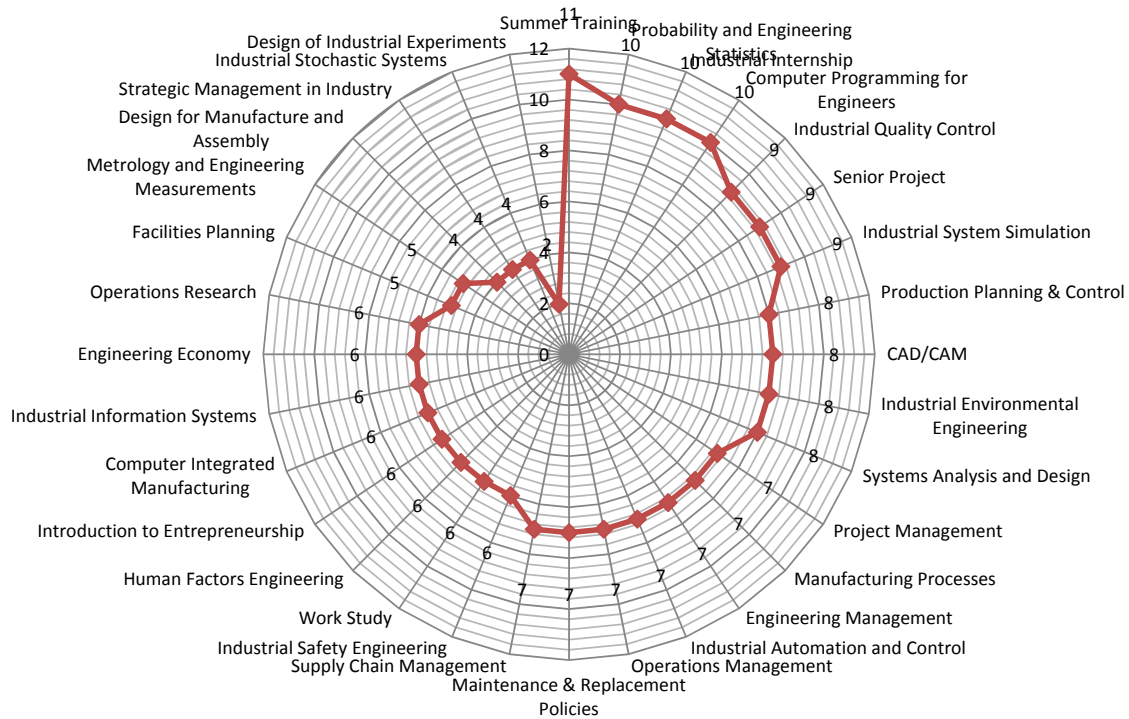 11
Summer Training
8
Probability and Engineering
Statistics
10
Industrial Internship
10
Computer Programming for
Engineers
10
Industrial Quality Control
9
Senior Project
9
Industrial System Simulation
9
Production Planning & Control
8
CAD/CAM
8
Industrial Environmental
Engineering
8
Systems Analysis and Design
8
Project Management
7
Manufacturing Processes
7
Engineering Management
7
Industrial Automation and Control
7
Operations Management
7
Maintenance & Replacement
Policies
7
Supply Chain Management
7
Industrial Safety Engineering
6
Work Study
6
Human Factors Engineering
6
Introduction to Entrepreneurship
6
Computer Integrated
Manufacturing
6
Industrial Information Systems
6
Engineering Economy
6
Operations Research
6
Facilities Planning
5
Metrology and Engineering
Measurements
5
Design for Manufacture and
Assembly
4
Strategic Management in Industry
4
Industrial Stochastic Systems
4
Design of Industrial Experiments
2
12
10
8
6
4
2
0